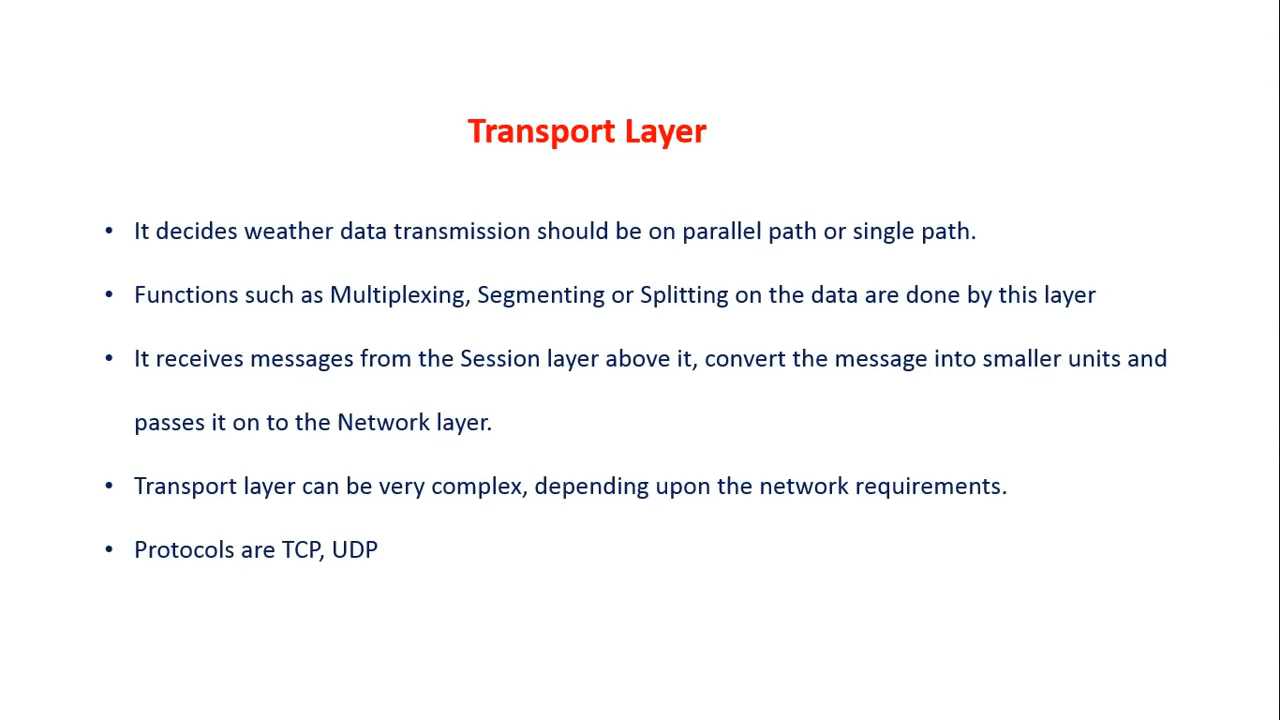 Transport Layer
• It decides weather data transmission should be on parallel path or single path.
• Functions such as Multiplexing, Segmenting or Splitting on the data are done by this layer
• It receives messages from the Session layer above it, convert the message into smaller units and
passes it on to the Network layer.
• Transport layer can be very complex, depending upon the network requirements.
• Protocols are TCP, UDP